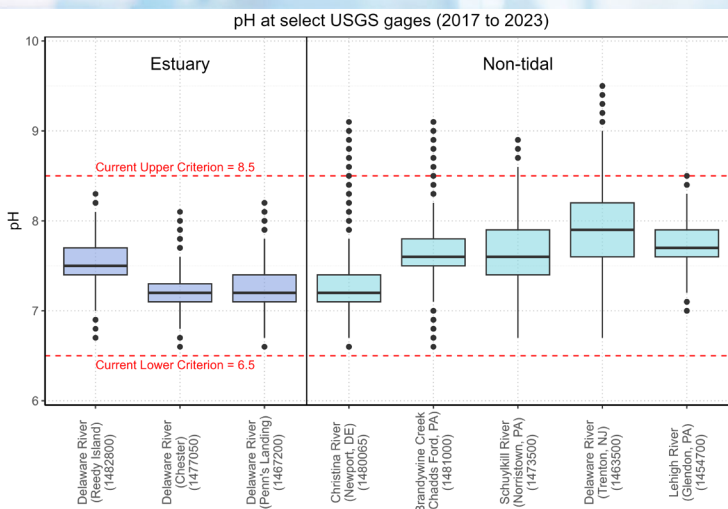 pH at select USGS gages (2017 to 2023)
10
Estuary
Non-tidal
9
Current Upper Criterion = 8.5
8
pH
7
Current Lower Criterion = 6.5
6
Delaware River
(Reedy Island)
(1482800)
Delaware River
(Chester)
(1477050)
Delaware River
(Penn's Landing)
(1467200)
Christina River
(Newport, DE)
(1480065)
Brandywine Creek
Chadds Ford, PA)
(1481000)
Schuylkill River
(Norristown, PA)
(1473500)
Delaware River
(Trenton, NJ)
(1463500)
Lehigh River
(Glendon, PA)
(1454700)